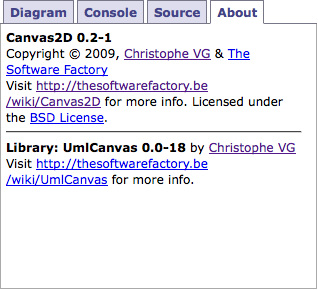 Diagram Console Source About
Canvas2D 0.2-1
Copyright © 2009, Christophe VG & The
Software Factory
Visit http://thesoftwarefactory.be
/wiki/Canvas2D for more info. Licensed under
the BSD License.
Library: UmlCanvas 0.0-18 by Christophe VG
Visit http://thesoftwarefactory.be
/wiki/UmlCanvas for more info.